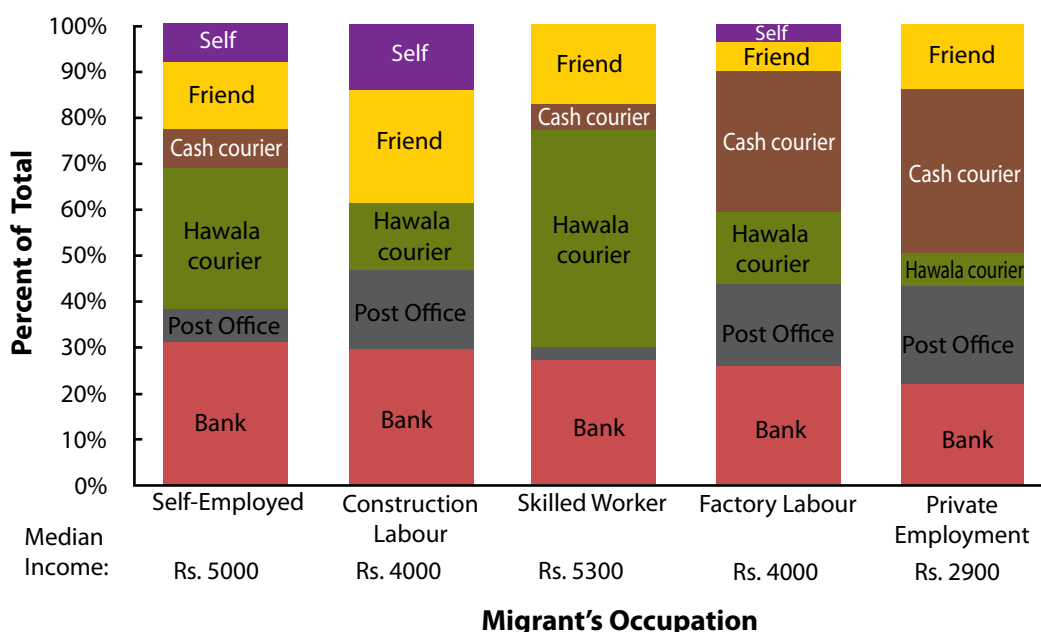 Percent of Total
100%
90%
80%
70%
60%
50%
40%
30%
20%
10%
0%
Self
Friend
Cash courier
Hawala
courier
Post Office
Bank
Self
Friend
Hawala
courier
Post Office
Bank
Friend
Cash courier
Hawala
courier
Bank
Self
Friend
Cash courier
Hawala
courier
Post Office
Bank
Friend
Cash courier
Hawala courier
Post Office
Bank
Self-Employed
Construction
Labour
Skilled Worker
Factory Labour
Private
Employment
Median
Income:
Rs. 5000
Rs. 4000
Rs. 5300
Rs. 4000
Rs. 2900
Migrant's Occupation